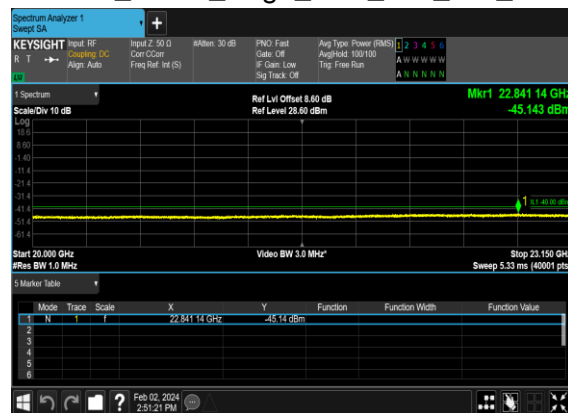 Spectrum Analyzer 1
Swept SA
+
KEYSIGHT
R T
Input: RF
Coupling: DC
Align: Auto
Input Z: 50 Ω
Corr CCorr
Freq Ref: Int (S)
#Atten: 30 dB
PNO: Fast
Gate: Off
IF Gain: Low
Sig Track: Off
Avg Type: Power (RMS)
Avg|Hold: 100/100
Trig: Free Run
1 2 3 4 5 6
A W W W W W
A N N N N N
1 Spectrum
Scale/Div 10 dB
Ref Lvl Offset 8.60 dB
Ref Level 28.60 dBm
Mkr1 22.841 14 GHz
-45.143 dBm
Log
18.6
8.60
-1.40
-11.4
-21.4
-31.4
-41.4
-51.4
-61.4
1
Start 20.000 GHz
#Res BW 1.0 MHz
Video BW 3.0 MHz*
Stop 23.150 GHz
Sweep 5.33 ms (40001 pts)
5 Marker Table
Mode Trace Scale X Y Function Function Width Function Value
1 N 1 f 22.841 14 GHz -45.14 dBm
2
3
4
5
6
?
Feb 02, 2024
2:51:21 PM